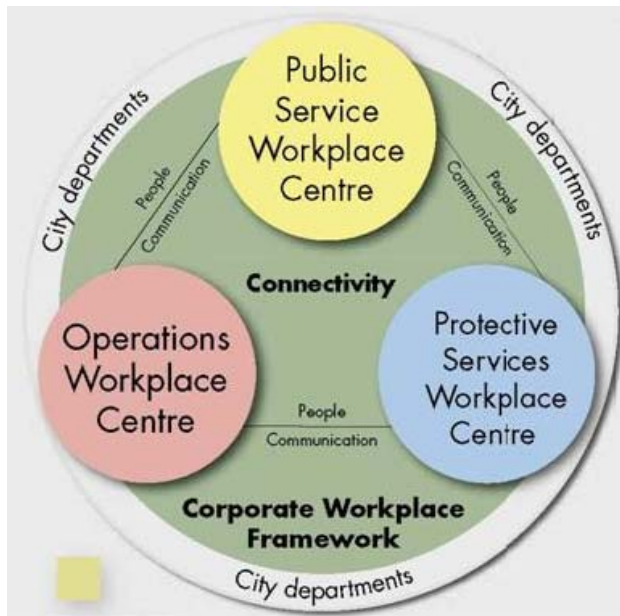 Public
Service
Workplace
Centre
City departments
City departments
People
Communication
People
Communication
Connectivity
Operations
Workplace
Centre
Protective
Services
Workplace
Centre
People
Communication
Corporate Workplace
Framework
City departments